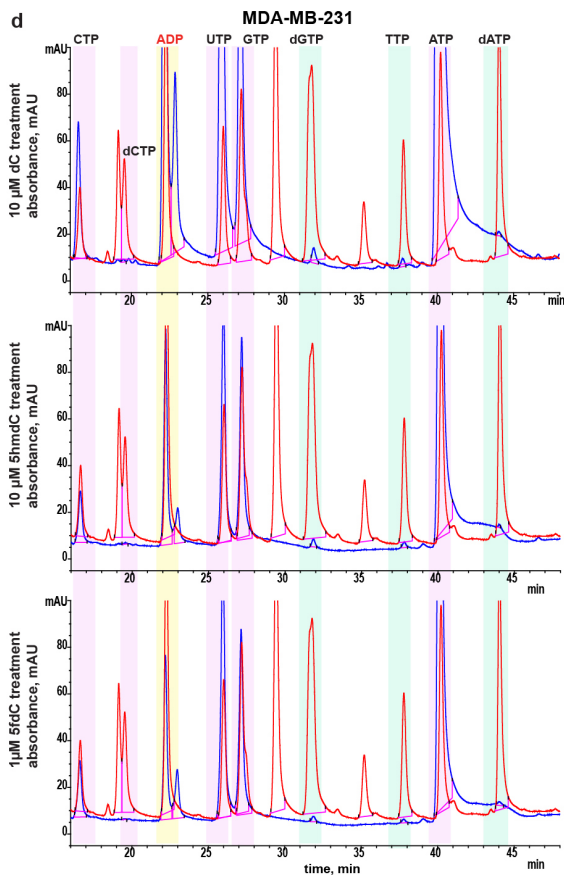 d
MDA-MB-231
CTP ADP UTP GTP dGTP TTP ATP dATP
dCTP
10 µM dC treatment
absorbance, mAU
mAU
80
60
40
20
0
20 25 30 35 40 45 min
10 µM 5hmdC treatment
absorbance, mAU
mAU
80
60
40
20
0
20 25 30 35 40 45
min
1µM 5fdC treatment
absorbance, mAU
mAU
80
60
40
20
0
20 25 30 35 40 45
time, min
min